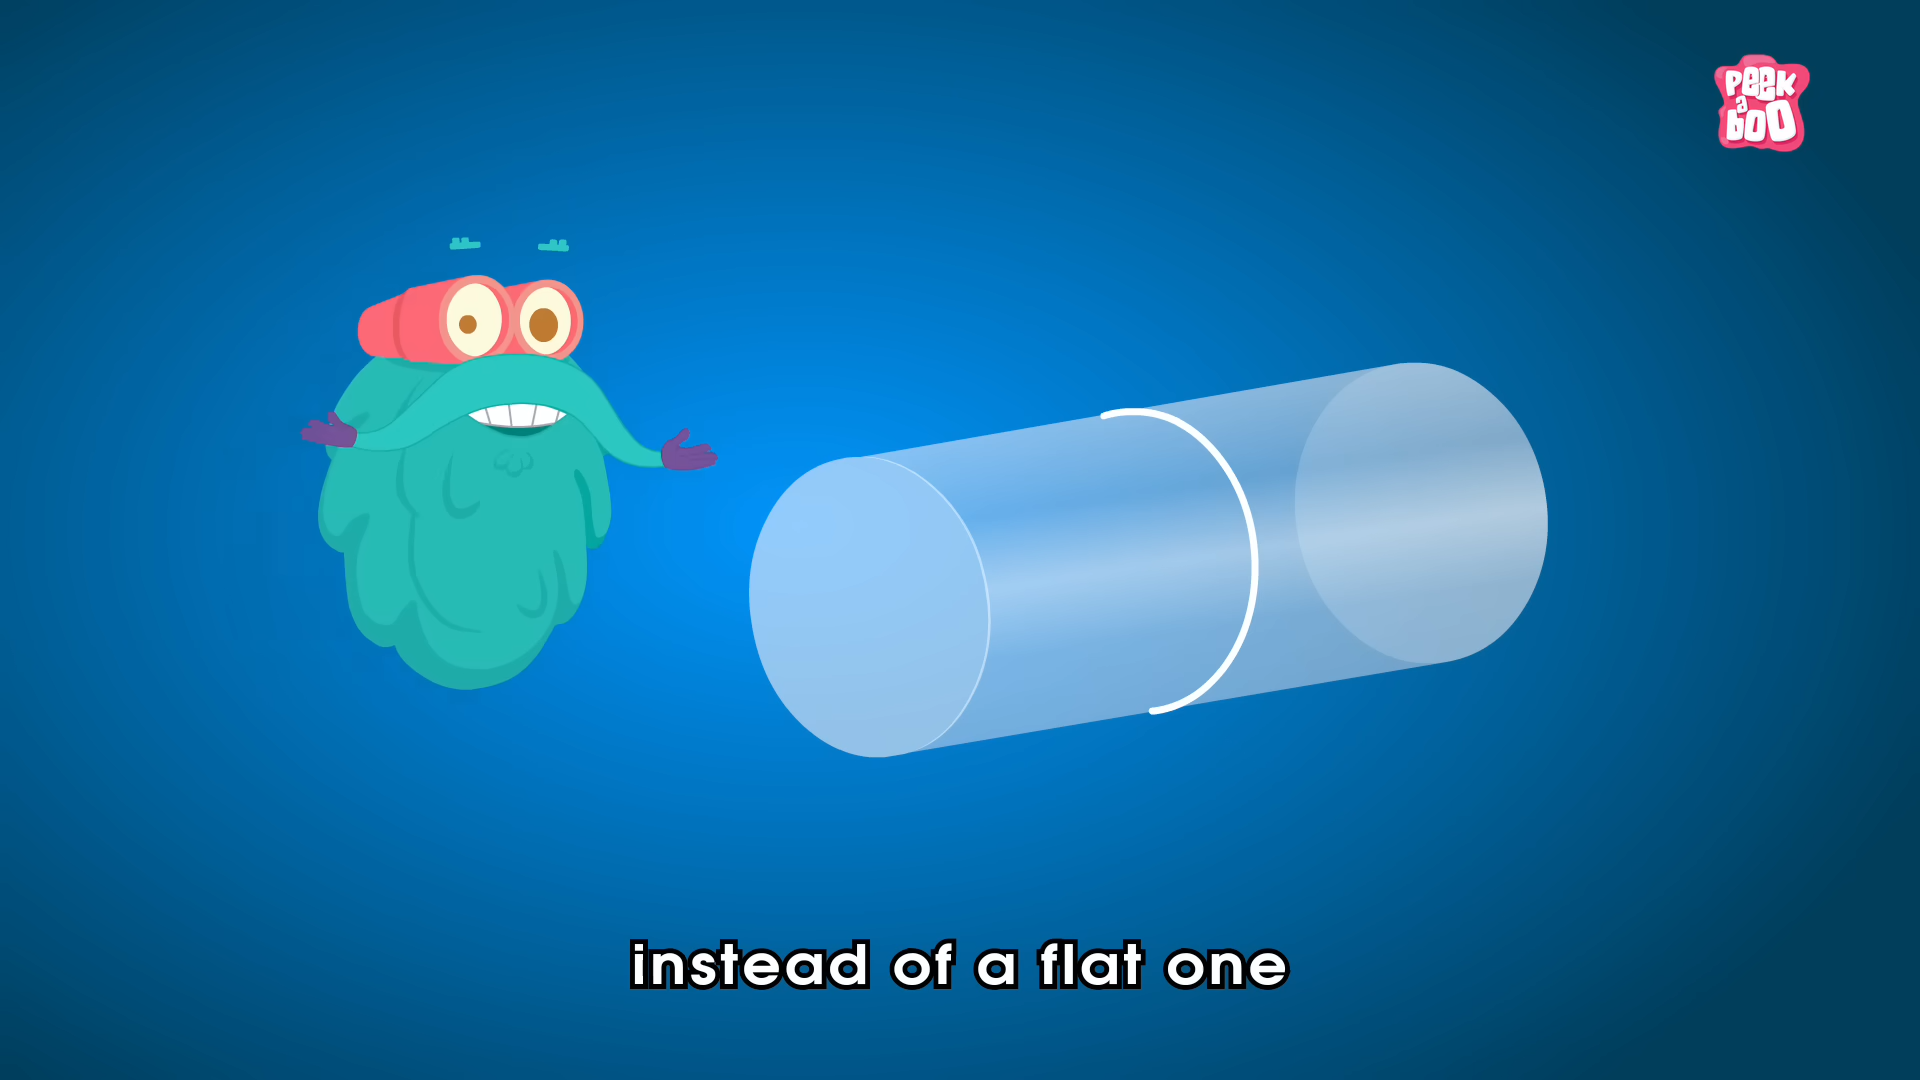 Peek
a
boo
instead of a flat one